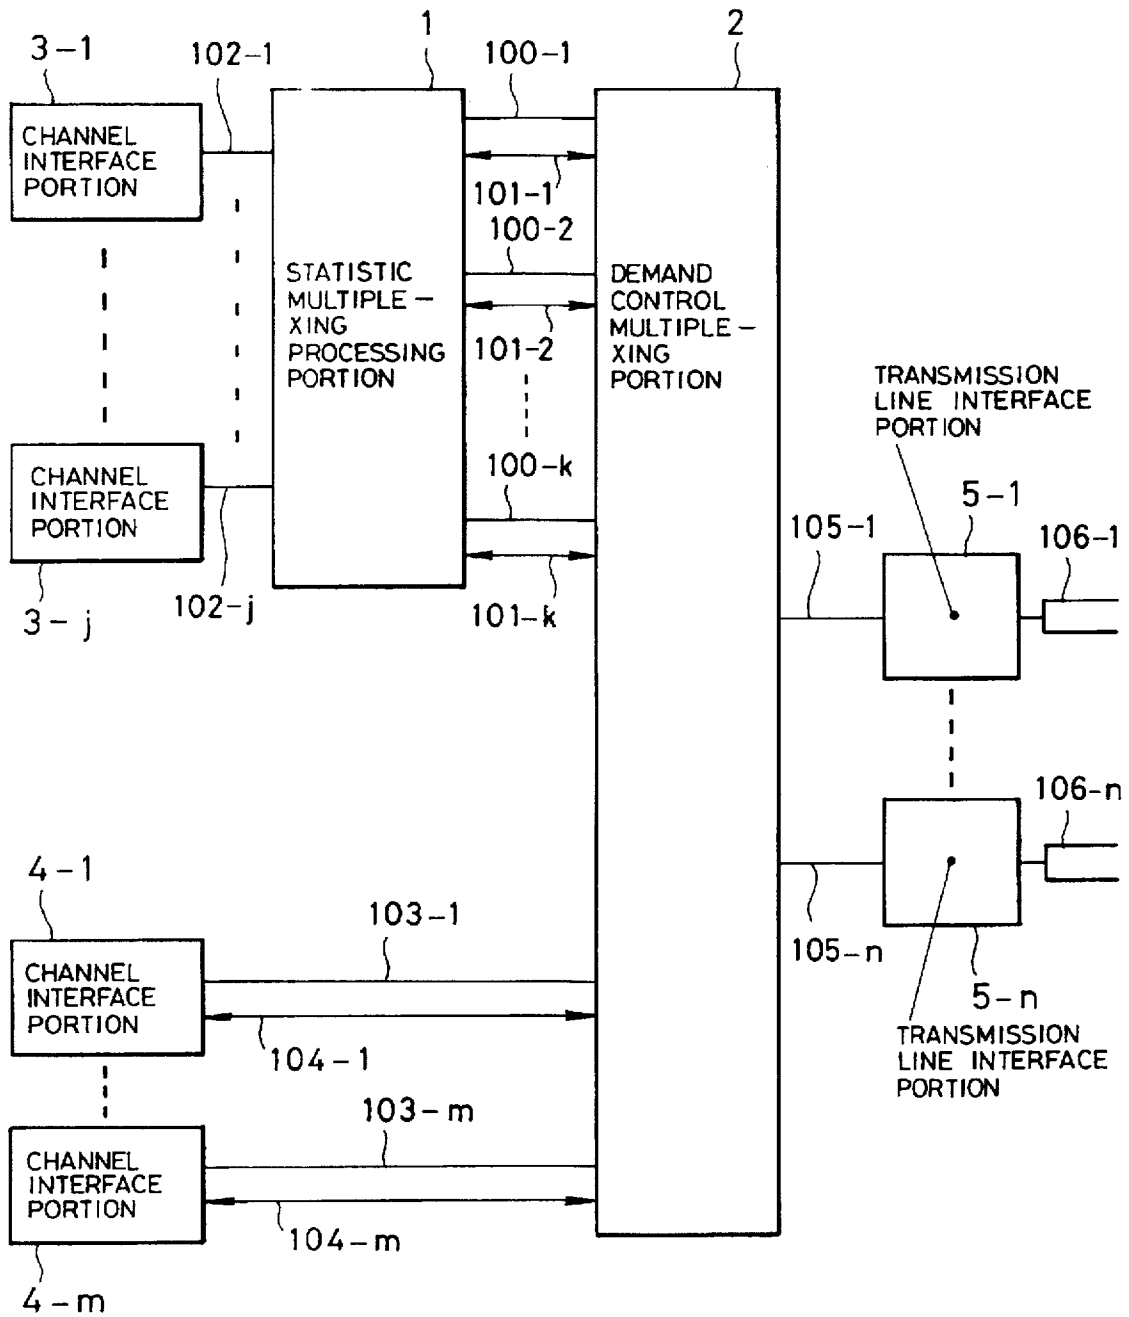 1
2
3-1
102-1
100-1
CHANNEL
INTERFACE
PORTION
101-1
100-2
STATISTIC
MULTIPLE-
XING
PROCESSING
PORTION
DEMAND
CONTROL
MULTIPLE-
XING
PORTION
101-2
TRANSMISSION
LINE INTERFACE
PORTION
100-k
CHANNEL
INTERFACE
PORTION
5-1
105-1
106-1
102-j
3-j
101-k
106-n
4-1
103-1
105-n
CHANNEL
INTERFACE
PORTION
5-n
104-1
TRANSMISSION
LINE INTERFACE
PORTION
103-m
CHANNEL
INTERFACE
PORTION
104-m
4-m